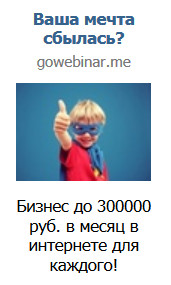 Ваша мечта
сбылась?
gowebinar.me
Бизнес до 300000
руб. в месяц в
интернете для
каждого!